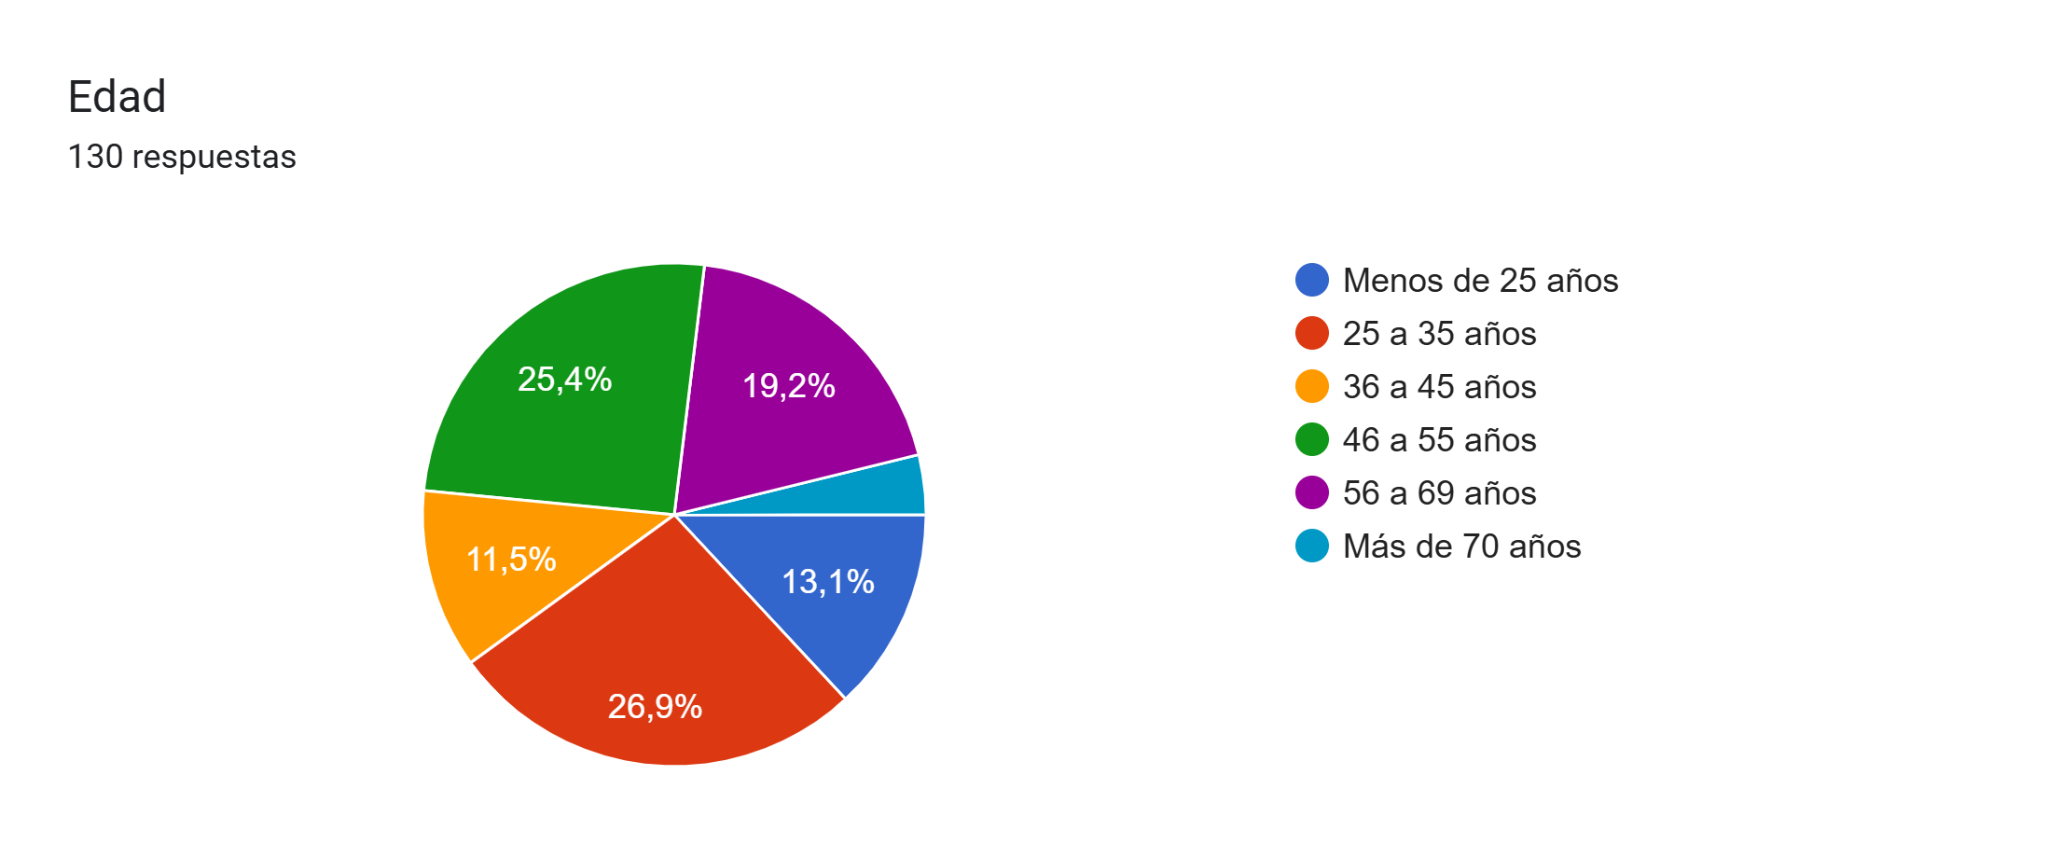 Edad
130 respuestas
25,4%
19,2%
11,5%
13,1%
26,9%
Menos de 25 años
25 a 35 años
36 a 45 años
46 a 55 años
56 a 69 años
Más de 70 años